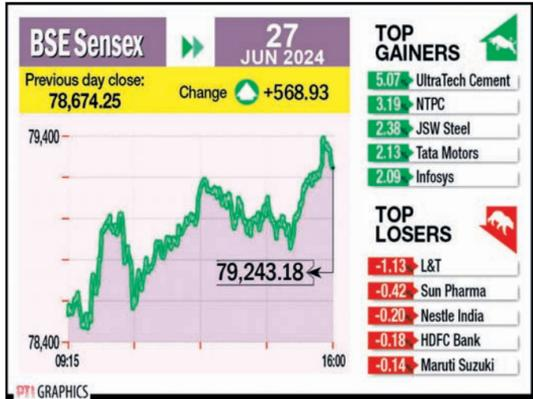 BSE Sensex
27
JUN 2024
Previous day close:
78,674.25
Change +568.93
79,400
79,243.18
78,400
09:15 16:00
TOP
GAINERS
5.07 UltraTech Cement
3.19 NTPC
2.38 JSW Steel
2.13 Tata Motors
2.09 Infosys
TOP
LOSERS
-1.13 L&T
-0.42 Sun Pharma
-0.20 Nestle India
-0.18 HDFC Bank
-0.14 Maruti Suzuki
PTI GRAPHICS